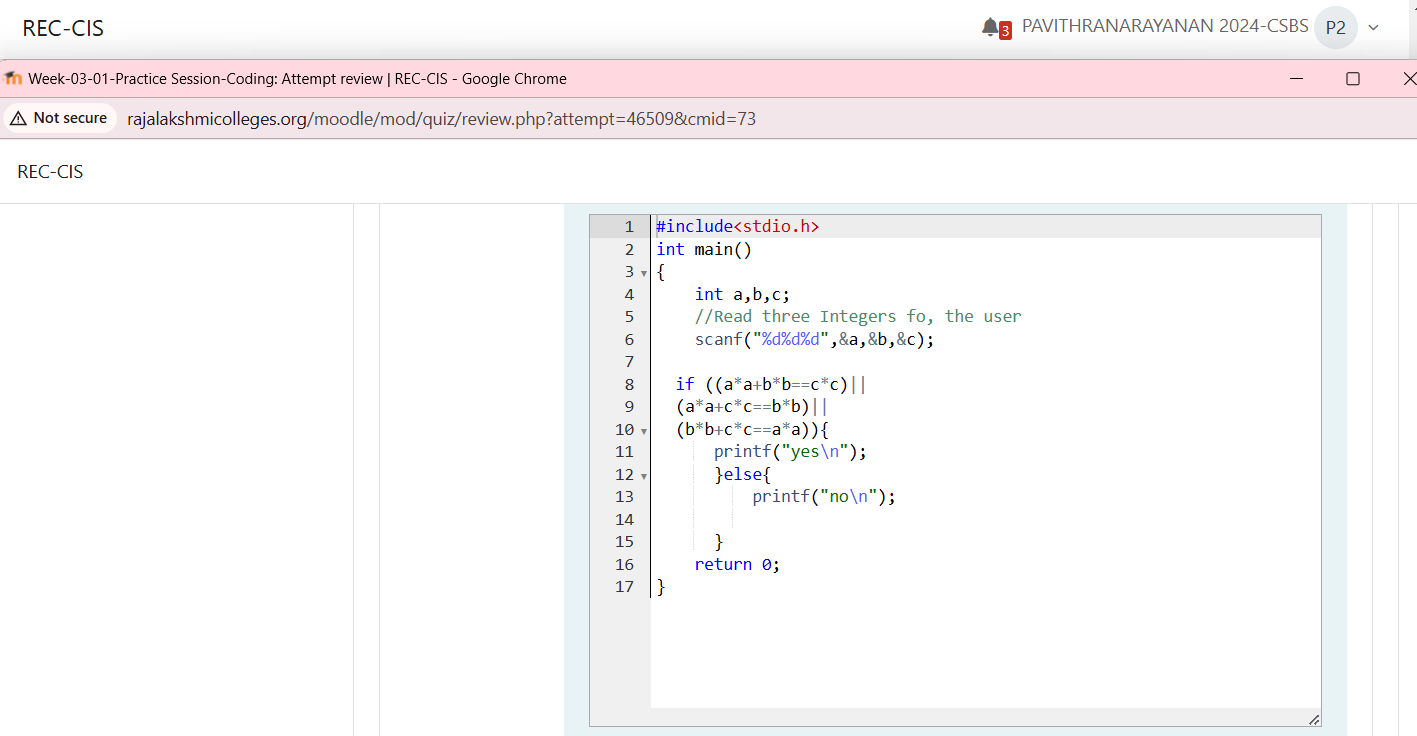 REC-CIS
3 PAVITHRANARAYANAN 2024-CSBS P2
Week-03-01-Practice Session-Coding: Attempt review | REC-CIS - Google Chrome
Not secure rajalakshmicolleges.org/moodle/mod/quiz/review.php?attempt=46509&cmid=73
REC-CIS
1 #include<stdio.h>
2 int main()
3 {
4     int a,b,c;
5     //Read three Integers fo, the user
6     scanf("%d%d%d",&a,&b,&c);
7
8   if ((a*a+b*b==c*c)||
9   (a*a+c*c==b*b)||
10   (b*b+c*c==a*a)){
11       printf("yes\n");
12       }else{
13           printf("no\n");
14
15       }
16     return 0;
17 }